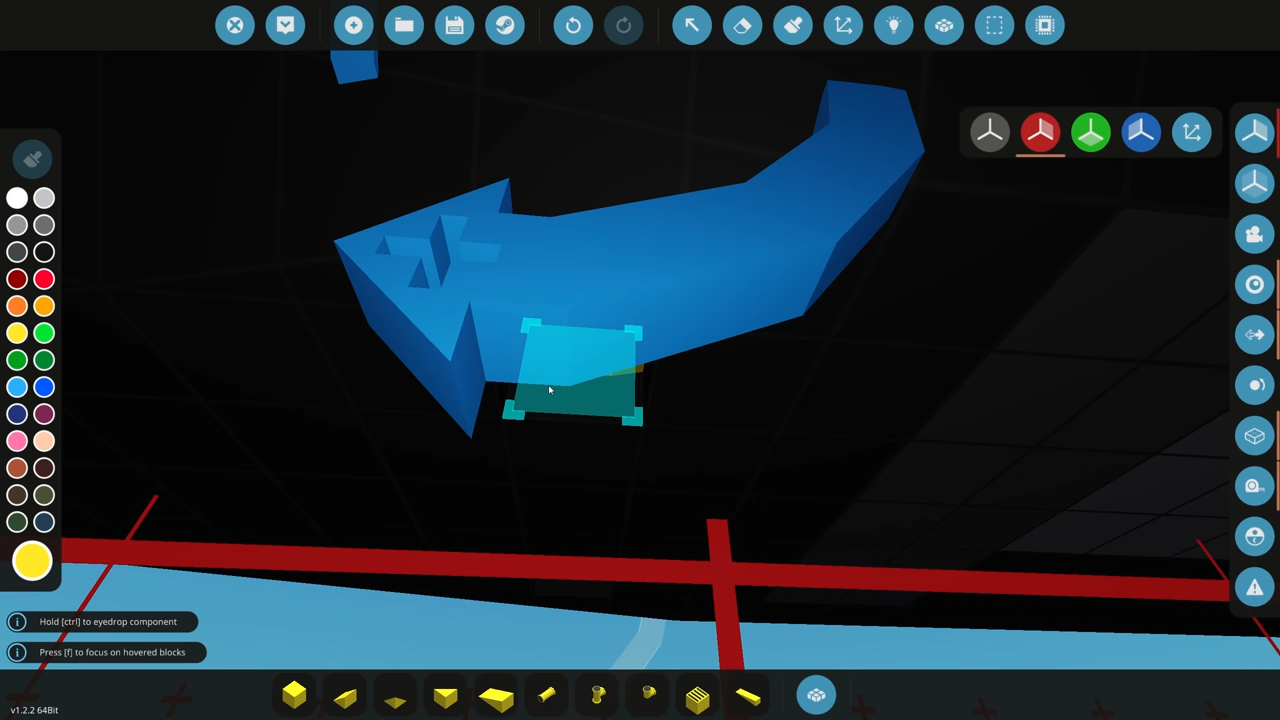 Hold [ctrl] to eyedrop component
Press [f] to focus on hovered blocks
v1.2.2 64Bit